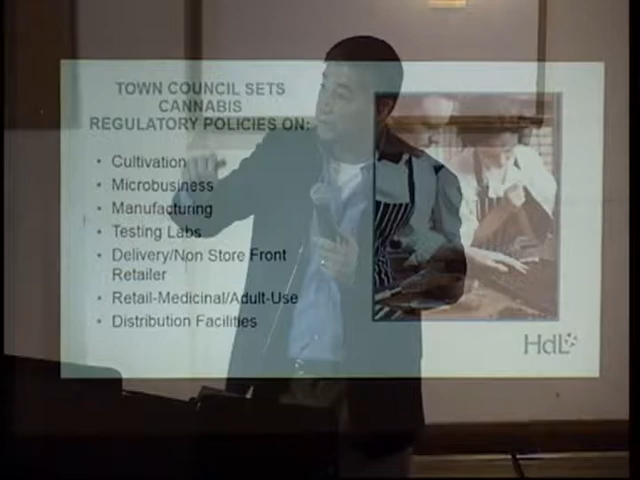 TOWN COUNCIL SETS
CANNABIS
REGULATORY POLICIES ON:
• Cultivation
• Microbusiness
• Manufacturing
• Testing Labs
• Delivery/Non Store Front
Retailer
• Retail-Medicinal/Adult-Use
• Distribution Facilities
HdL